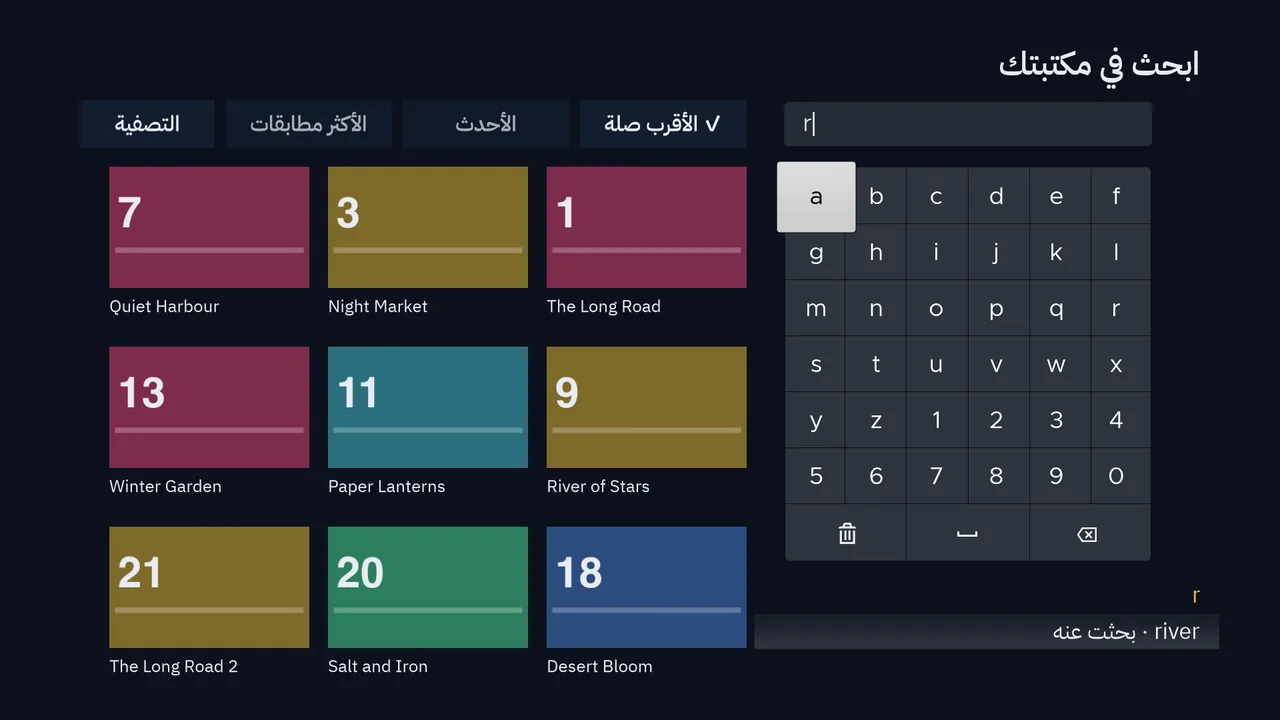 ابحث في مكتبتك
r
✓ الأقرب صلة
الأحدث
الأكثر مطابقات
التصفية
a b c d e f
g h i j k l
m n o p q r
s t u v w x
y z 1 2 3 4
5 6 7 8 9 0
r
river · بحثت عنه
1
The Long Road
3
Night Market
7
Quiet Harbour
9
River of Stars
11
Paper Lanterns
13
Winter Garden
18
Desert Bloom
20
Salt and Iron
21
The Long Road 2